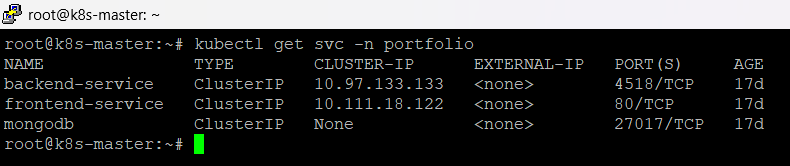 root@k8s-master: ~
root@k8s-master:~# kubectl get svc -n portfolio
NAME TYPE CLUSTER-IP EXTERNAL-IP PORT(S) AGE
backend-service ClusterIP 10.97.133.133 <none> 4518/TCP 17d
frontend-service ClusterIP 10.111.18.122 <none> 80/TCP 17d
mongodb ClusterIP None <none> 27017/TCP 17d
root@k8s-master:~#